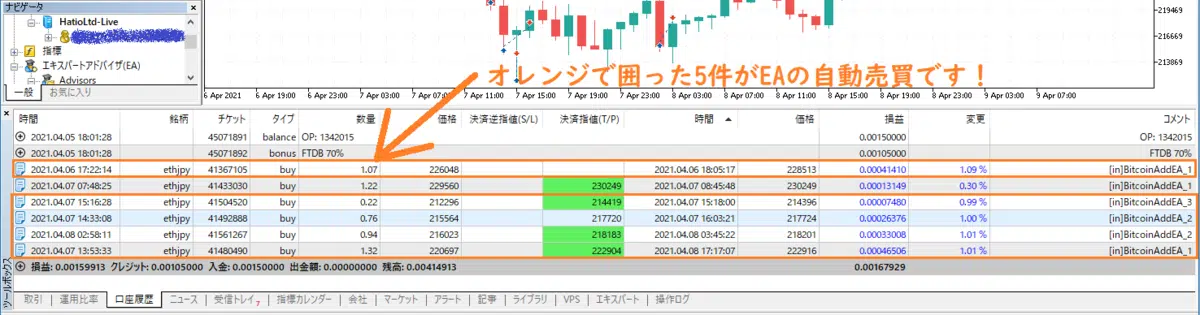 ナビゲータ
HatioLtd-Live
指標
エキスパートアドバイザ(EA)
Advisors
一般 お気に入り
219469
216669
213869
Apr 2021 6 Apr 19:00 6 Apr 23:00 7 Apr 03:00 7 Apr 07:00 7 Apr 11:00 7 Apr 15:00 7 Apr 19:00 7 Apr 23:00 8 Apr 03:00 8 Apr 07:00 8 Apr 11:00 8 Apr 15:00 8 Apr 19:00 8 Apr 23:00 9 Apr 03:00 9 Apr 07:00
オレンジで囲った5件がEAの自動売買です！
時間 銘柄 チケット タイプ 数量 価格 決済逆指値(S/L) 決済指値(T/P) 時間 価格 損益 変更 コメント
2021.04.05 18:01:28 45071891 balance OP: 1342015 0.00150000 OP: 1342015
2021.04.05 18:01:28 45071892 bonus FTDB 70% 0.00105000 FTDB 70%
2021.04.06 17:22:14 ethjpy 41367105 buy 1.07 226048 2021.04.06 18:05:17 228513 0.00041410 1.09 % [in]BitcoinAddEA_1
2021.04.07 07:48:25 ethjpy 41433030 buy 1.22 229560 230249 2021.04.07 08:45:48 230249 0.00013149 0.30 % [in]BitcoinAddEA_1
2021.04.07 15:16:28 ethjpy 41504520 buy 0.22 212296 214419 2021.04.07 15:18:00 214396 0.00007480 0.99 % [in]BitcoinAddEA_3
2021.04.07 14:33:08 ethjpy 41492888 buy 0.76 215564 217720 2021.04.07 16:03:21 217724 0.00026376 1.00 % [in]BitcoinAddEA_2
2021.04.08 02:58:11 ethjpy 41561267 buy 0.94 216023 218183 2021.04.08 03:45:22 218201 0.00033008 1.01 % [in]BitcoinAddEA_2
2021.04.07 13:53:33 ethjpy 41480490 buy 1.32 220697 222904 2021.04.08 17:17:07 222916 0.00046506 1.01 % [in]BitcoinAddEA_1
損益: 0.00159913 クレジット: 0.00105000 入金: 0.00150000 出金額: 0.00000000 残高: 0.00414913 0.00167929
ツールボックス
取引 運用比率 口座履歴 ニュース 受信トレイ7 指標カレンダー 会社 マーケット アラート 記事 ライブラリ VPS エキスパート 操作ログ